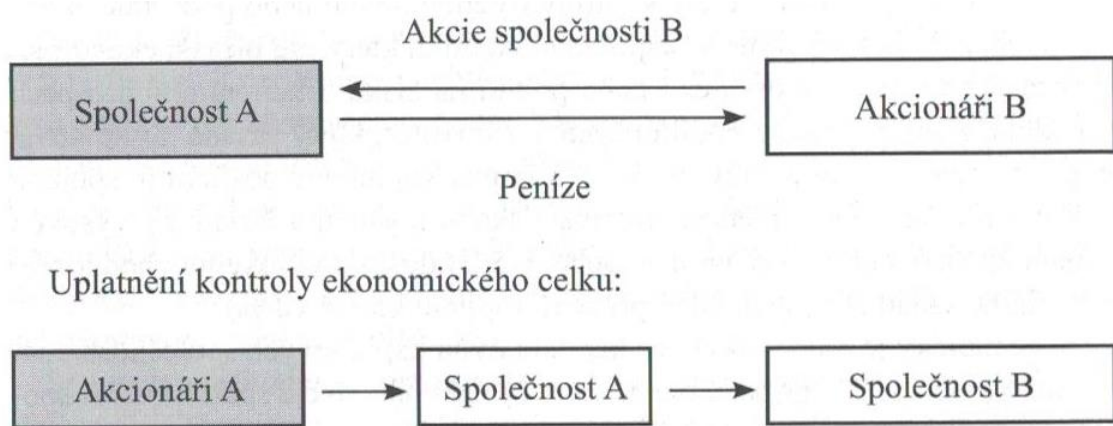 Akcie společnosti B
Společnost A
Akcionáři B
Peníze
Uplatnění kontroly ekonomického celku:
Akcionáři A
Společnost A
Společnost B